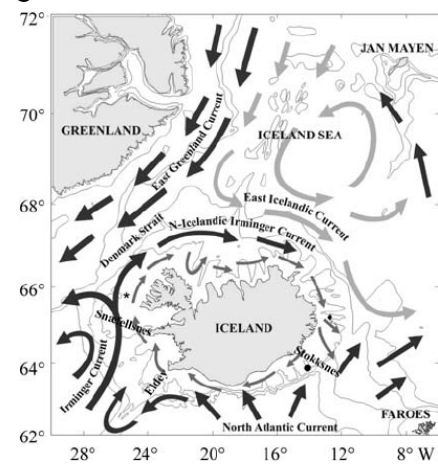 72°
JAN MAYEN
70°
GREENLAND
ICELAND SEA
East Greenland Current
68°
East Icelandic Current
Denmark Strait
N-Icelandic Irminger Current
66°
*
Snæfellsnes
ICELAND
64°
Irminger Current
Eldey
Stokksnes
FAROES
62°
North Atlantic Current
28° 24° 20° 16° 12° 8° W